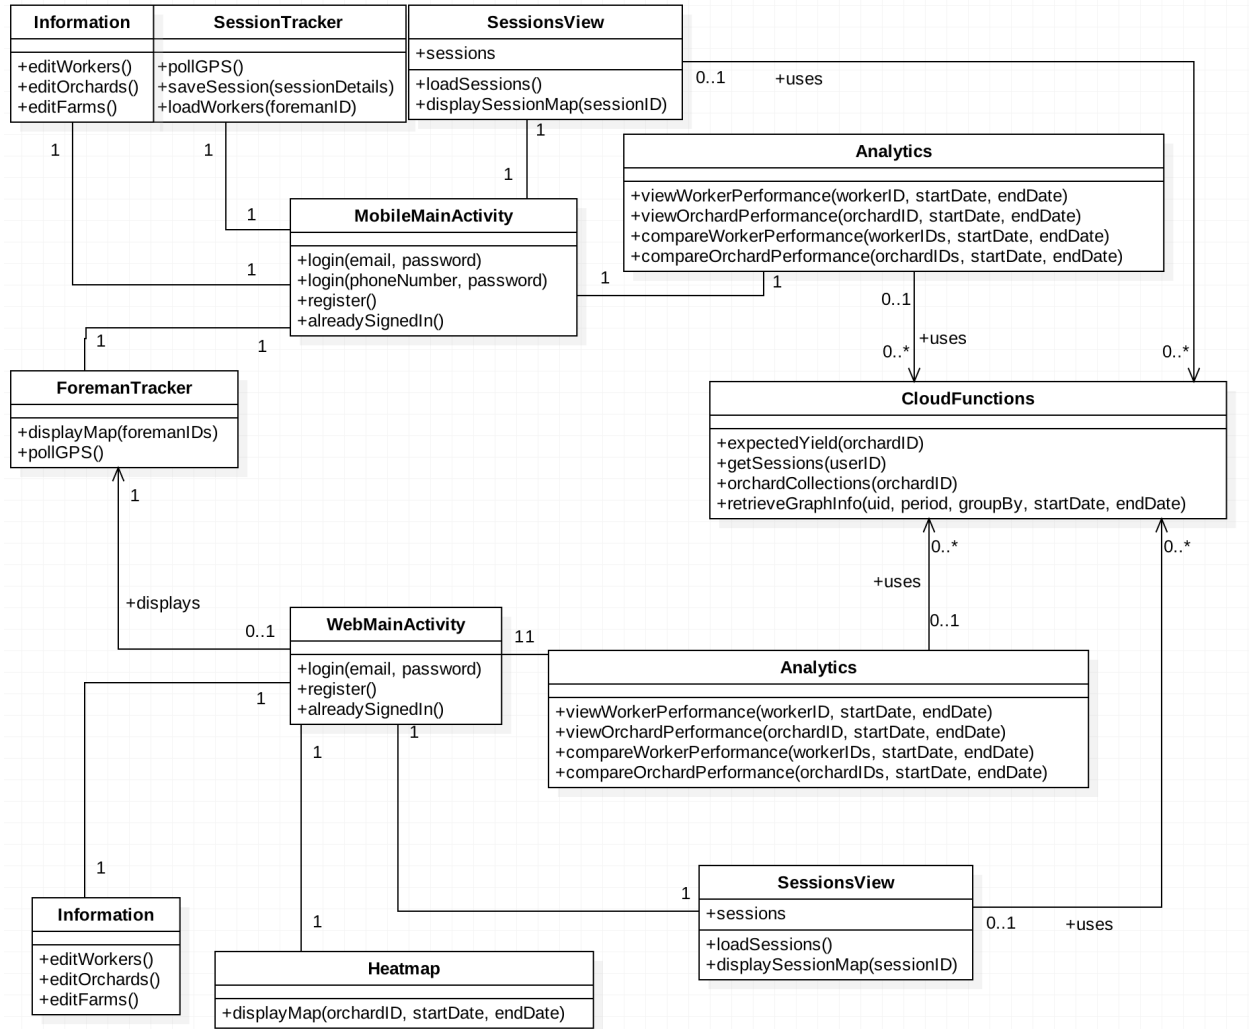 Information
+editWorkers()
+editOrchards()
+editFarms()
SessionTracker
+pollGPS()
+saveSession(sessionDetails)
+loadWorkers(foremanID)
SessionsView
+sessions
+loadSessions()
+displaySessionMap(sessionID)
0..1
+uses
1
1
1
1
Analytics
+viewWorkerPerformance(workerID, startDate, endDate)
+viewOrchardPerformance(orchardID, startDate, endDate)
+compareWorkerPerformance(workerIDs, startDate, endDate)
+compareOrchardPerformance(orchardIDs, startDate, endDate)
1
1
MobileMainActivity
+login(email, password)
+login(phoneNumber, password)
+register()
+alreadySignedIn()
1
1
0..1
+uses
0..*
0..*
1
1
ForemanTracker
+displayMap(foremanIDs)
+pollGPS()
CloudFunctions
+expectedYield(orchardID)
+getSessions(userID)
+orchardCollections(orchardID)
+retrieveGraphInfo(uid, period, groupBy, startDate, endDate)
1
0..*
0..*
+uses
+displays
0..1
0..1
WebMainActivity
+login(email, password)
+register()
+alreadySignedIn()
11
Analytics
+viewWorkerPerformance(workerID, startDate, endDate)
+viewOrchardPerformance(orchardID, startDate, endDate)
+compareWorkerPerformance(workerIDs, startDate, endDate)
+compareOrchardPerformance(orchardIDs, startDate, endDate)
1
1
1
1
1
1
SessionsView
+sessions
+loadSessions()
+displaySessionMap(sessionID)
0..1
+uses
Information
+editWorkers()
+editOrchards()
+editFarms()
Heatmap
+displayMap(orchardID, startDate, endDate)